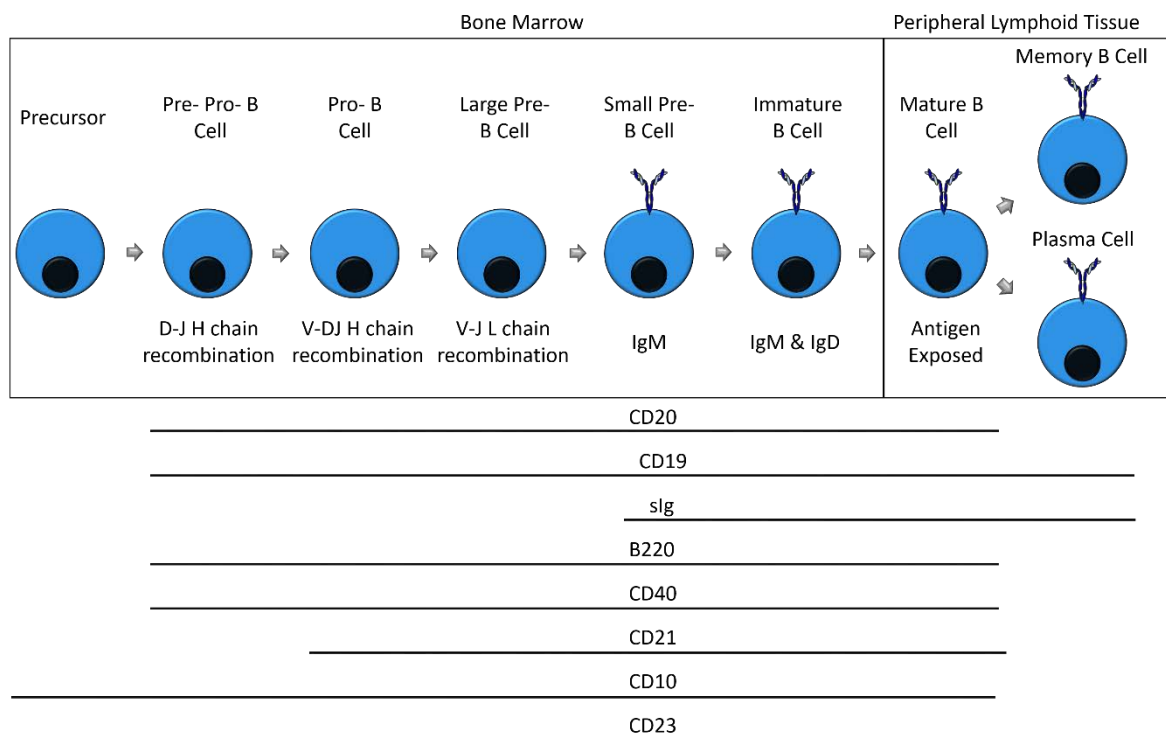 Bone Marrow
Peripheral Lymphoid Tissue
Precursor
Pre- Pro- B
Cell
Pro- B
Cell
Large Pre-
B Cell
Small Pre-
B Cell
Immature
B Cell
Mature B
Cell
Memory B Cell
Plasma Cell
D-J H chain
recombination
V-DJ H chain
recombination
V-J L chain
recombination
IgM
IgM & IgD
Antigen
Exposed
CD20
CD19
sIg
B220
CD40
CD21
CD10
CD23